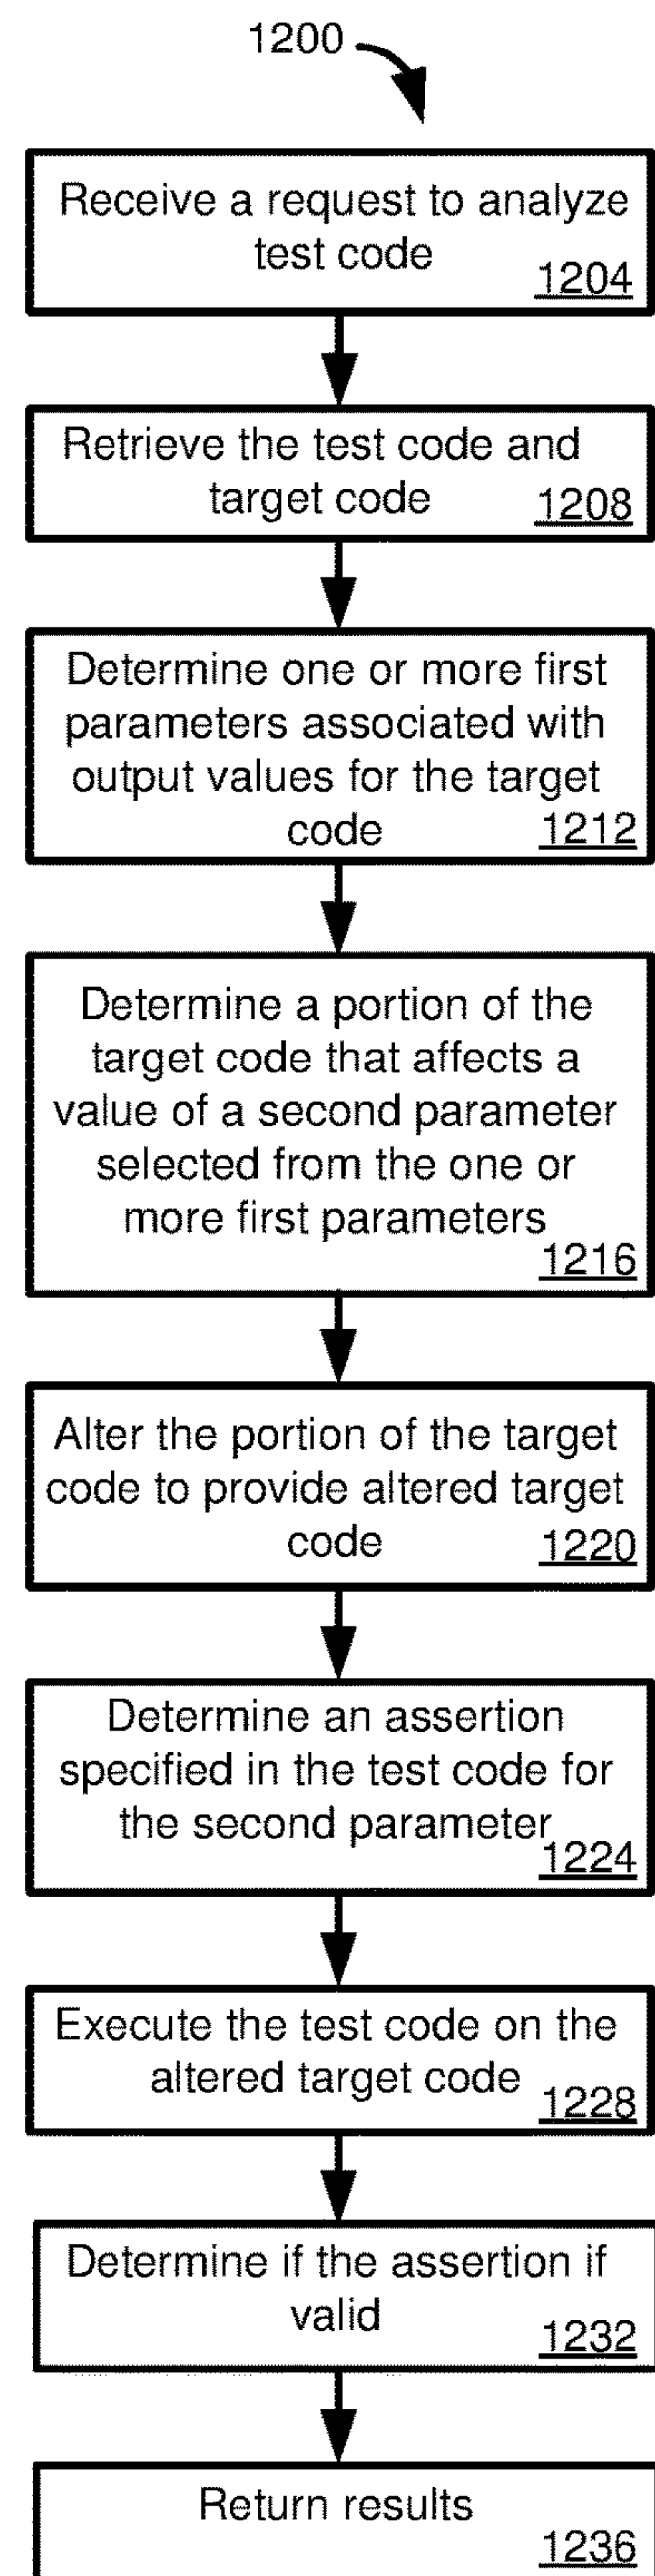 1200
Receive a request to analyze
test code
1204
Retrieve the test code and
target code
1208
Determine one or more first
parameters associated with
output values for the target
code
1212
Determine a portion of the
target code that affects a
value of a second parameter
selected from the one or
more first parameters
1216
Alter the portion of the target
code to provide altered target
code
1220
Determine an assertion
specified in the test code for
the second parameter
1224
Execute the test code on the
altered target code
1228
Determine if the assertion if
valid
1232
Return results
1236